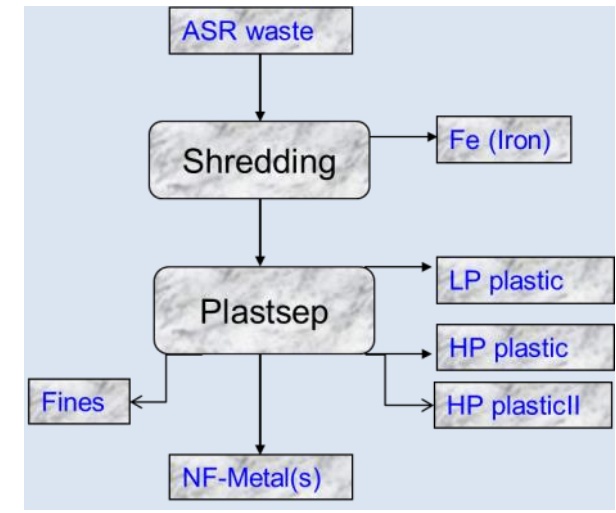 ASR waste
Shredding
Fe (Iron)
LP plastic
Plastsep
HP plastic
Fines
HP plasticII
NF-Metal(s)